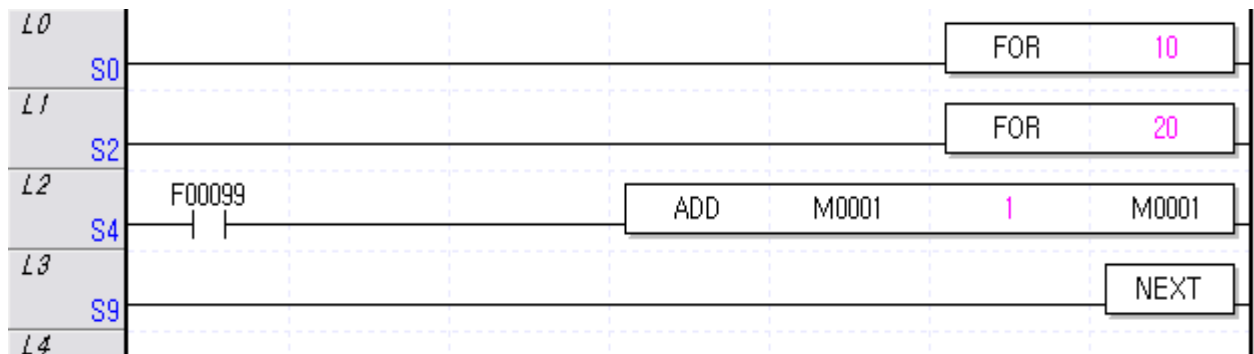 L0
S0 FOR 10
L1
S2 FOR 20
L2 F00099
S4 ADD M0001 1 M0001
L3
S9 NEXT
L4